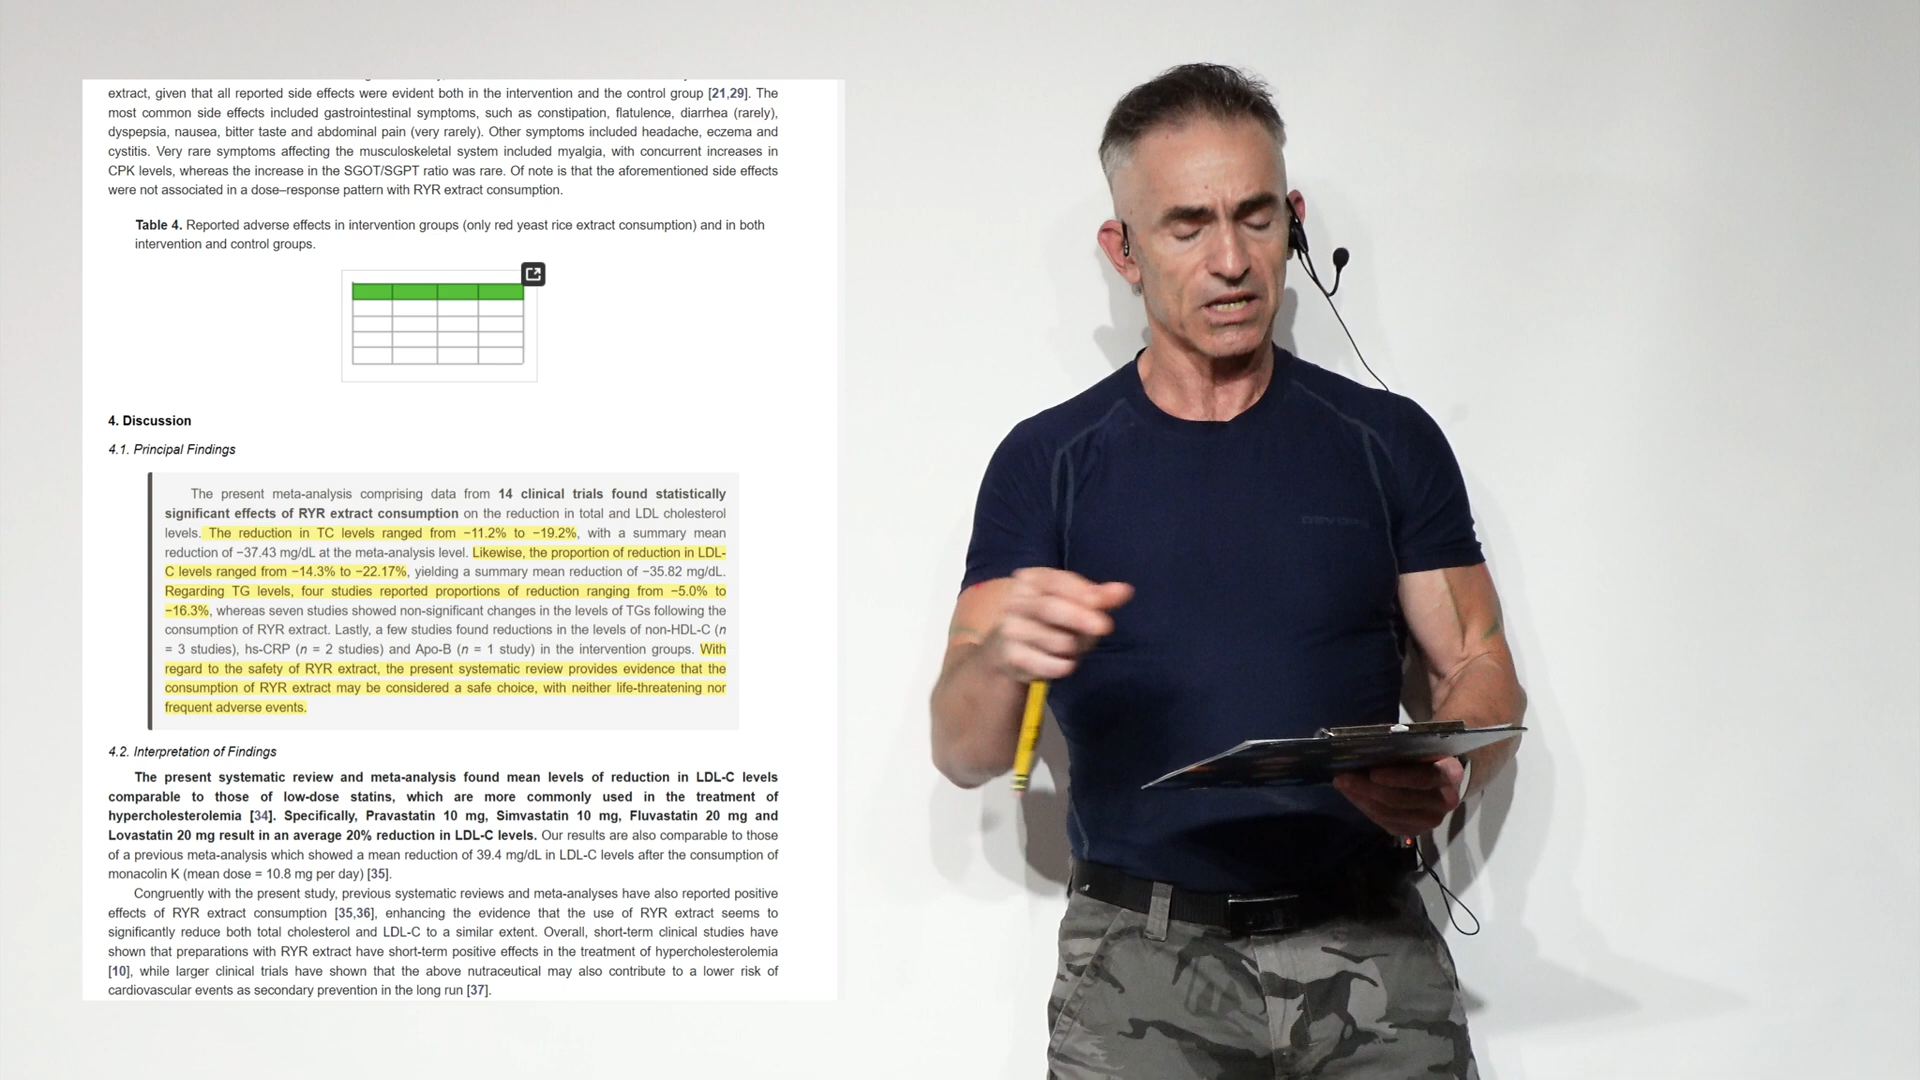 extract, given that all reported side effects were evident both in the intervention and the control group [21,29]. The
most common side effects included gastrointestinal symptoms, such as constipation, flatulence, diarrhea (rarely),
dyspepsia, nausea, bitter taste and abdominal pain (very rarely). Other symptoms included headache, eczema and
cystitis. Very rare symptoms affecting the musculoskeletal system included myalgia, with concurrent increases in
CPK levels, whereas the increase in the SGOT/SGPT ratio was rare. Of note is that the aforementioned side effects
were not associated in a dose–response pattern with RYR extract consumption.
Table 4. Reported adverse effects in intervention groups (only red yeast rice extract consumption) and in both
intervention and control groups.
4. Discussion
4.1. Principal Findings
The present meta-analysis comprising data from 14 clinical trials found statistically
significant effects of RYR extract consumption on the reduction in total and LDL cholesterol
levels. The reduction in TC levels ranged from −11.2% to −19.2%, with a summary mean
reduction of −37.43 mg/dL at the meta-analysis level. Likewise, the proportion of reduction in LDL-
C levels ranged from −14.3% to −22.17%, yielding a summary mean reduction of −35.82 mg/dL.
Regarding TG levels, four studies reported proportions of reduction ranging from −5.0% to
−16.3%, whereas seven studies showed non-significant changes in the levels of TGs following the
consumption of RYR extract. Lastly, a few studies found reductions in the levels of non-HDL-C (n
= 3 studies), hs-CRP (n = 2 studies) and Apo-B (n = 1 study) in the intervention groups. With
regard to the safety of RYR extract, the present systematic review provides evidence that the
consumption of RYR extract may be considered a safe choice, with neither life-threatening nor
frequent adverse events.
4.2. Interpretation of Findings
The present systematic review and meta-analysis found mean levels of reduction in LDL-C levels
comparable to those of low-dose statins, which are more commonly used in the treatment of
hypercholesterolemia [34]. Specifically, Pravastatin 10 mg, Simvastatin 10 mg, Fluvastatin 20 mg and
Lovastatin 20 mg result in an average 20% reduction in LDL-C levels. Our results are also comparable to those
of a previous meta-analysis which showed a mean reduction of 39.4 mg/dL in LDL-C levels after the consumption of
monacolin K (mean dose = 10.8 mg per day) [35].
Congruently with the present study, previous systematic reviews and meta-analyses have also reported positive
effects of RYR extract consumption [35,36], enhancing the evidence that the use of RYR extract seems to
significantly reduce both total cholesterol and LDL-C to a similar extent. Overall, short-term clinical studies have
shown that preparations with RYR extract have short-term positive effects in the treatment of hypercholesterolemia
[10], while larger clinical trials have shown that the above nutraceutical may also contribute to a lower risk of
cardiovascular events as secondary prevention in the long run [37].